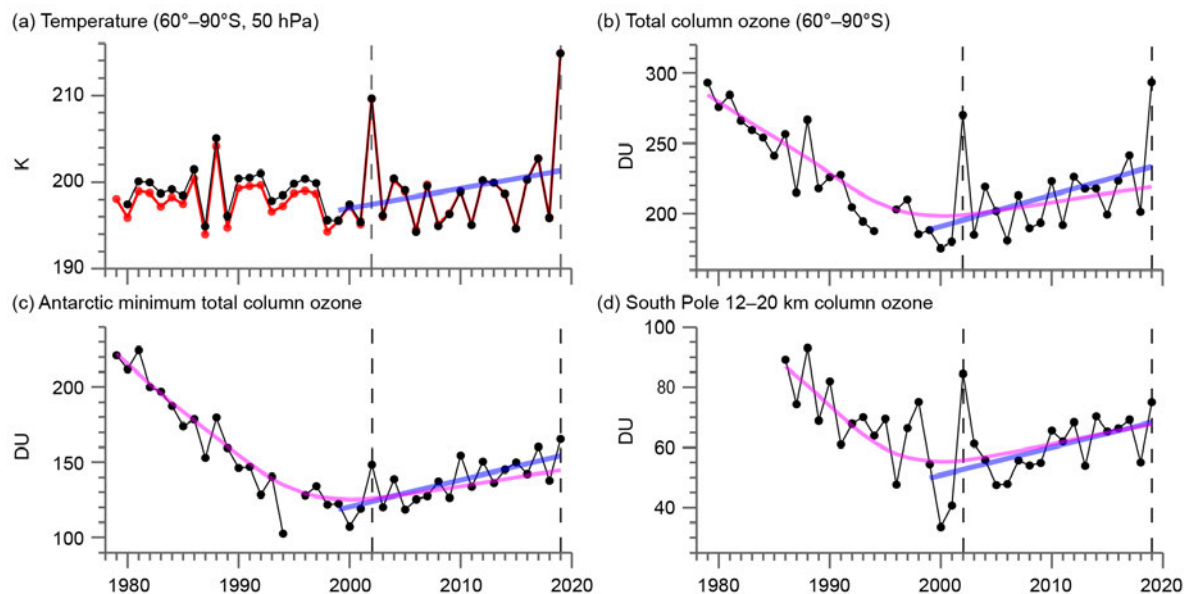 (a) Temperature (60°–90°S, 50 hPa)
210
200
190
K
(b) Total column ozone (60°–90°S)
300
250
200
DU
(c) Antarctic minimum total column ozone
200
150
100
DU
1980 1990 2000 2010 2020
(d) South Pole 12–20 km column ozone
100
80
60
40
DU
1980 1990 2000 2010 2020